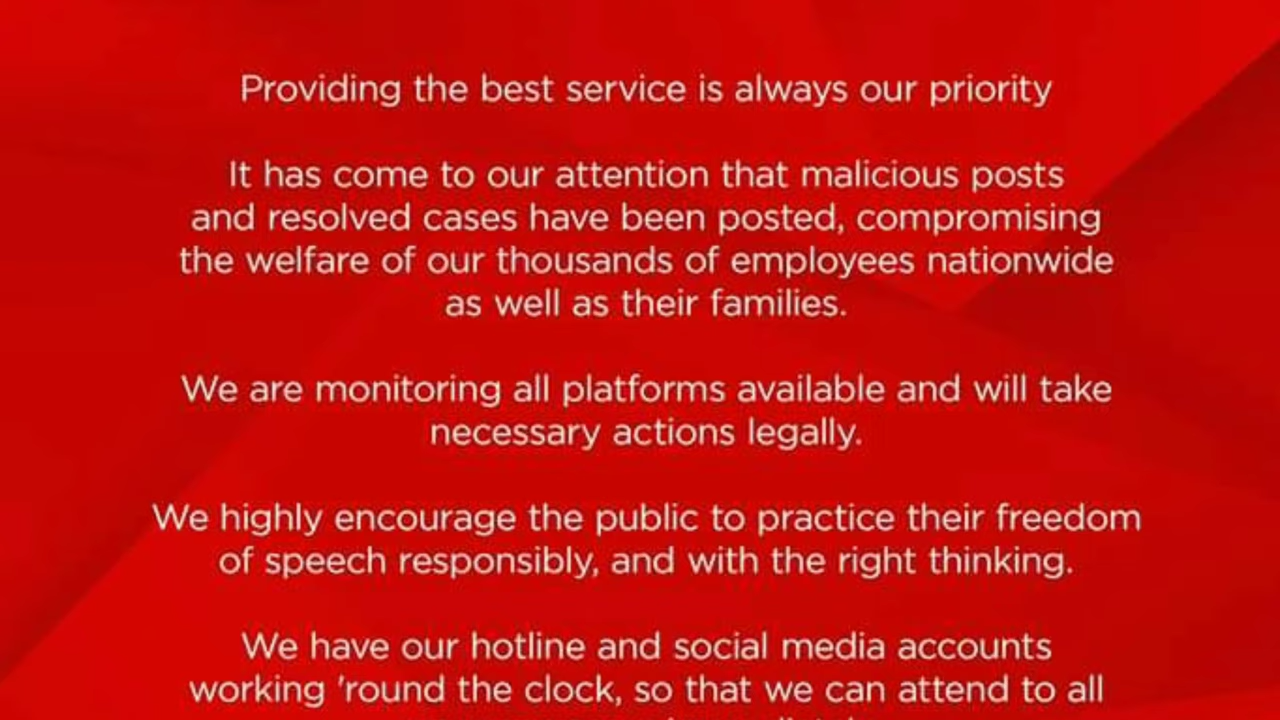 Providing the best service is always our priority
It has come to our attention that malicious posts
and resolved cases have been posted, compromising
the welfare of our thousands of employees nationwide
as well as their families.
We are monitoring all platforms available and will take
necessary actions legally.
We highly encourage the public to practice their freedom
of speech responsibly, and with the right thinking.
We have our hotline and social media accounts
working 'round the clock, so that we can attend to all